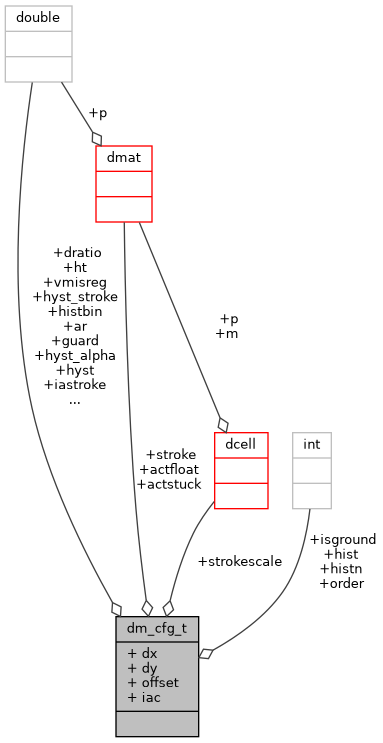 double
+p
dmat
+dratio
+ht
+vmisreg
+hyst_stroke
+histbin
+ar
+guard
+hyst_alpha
+hyst
+iastroke
...
+p
+m
dcell
int
+stroke
+actfloat
+actstuck
+strokescale
+isground
+hist
+histn
+order
dm_cfg_t
+ dx
+ dy
+ offset
+ iac